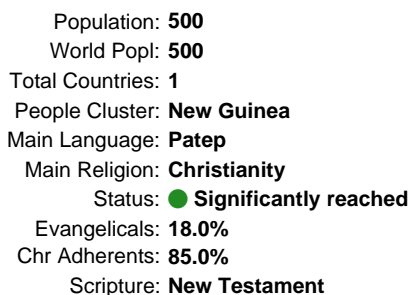 Population: 500
World Popl: 500
Total Countries: 1
People Cluster: New Guinea
Main Language: Patep
Main Religion: Christianity
Status: Significantly reached
Evangelicals: 18.0%
Chr Adherents: 85.0%
Scripture: New Testament